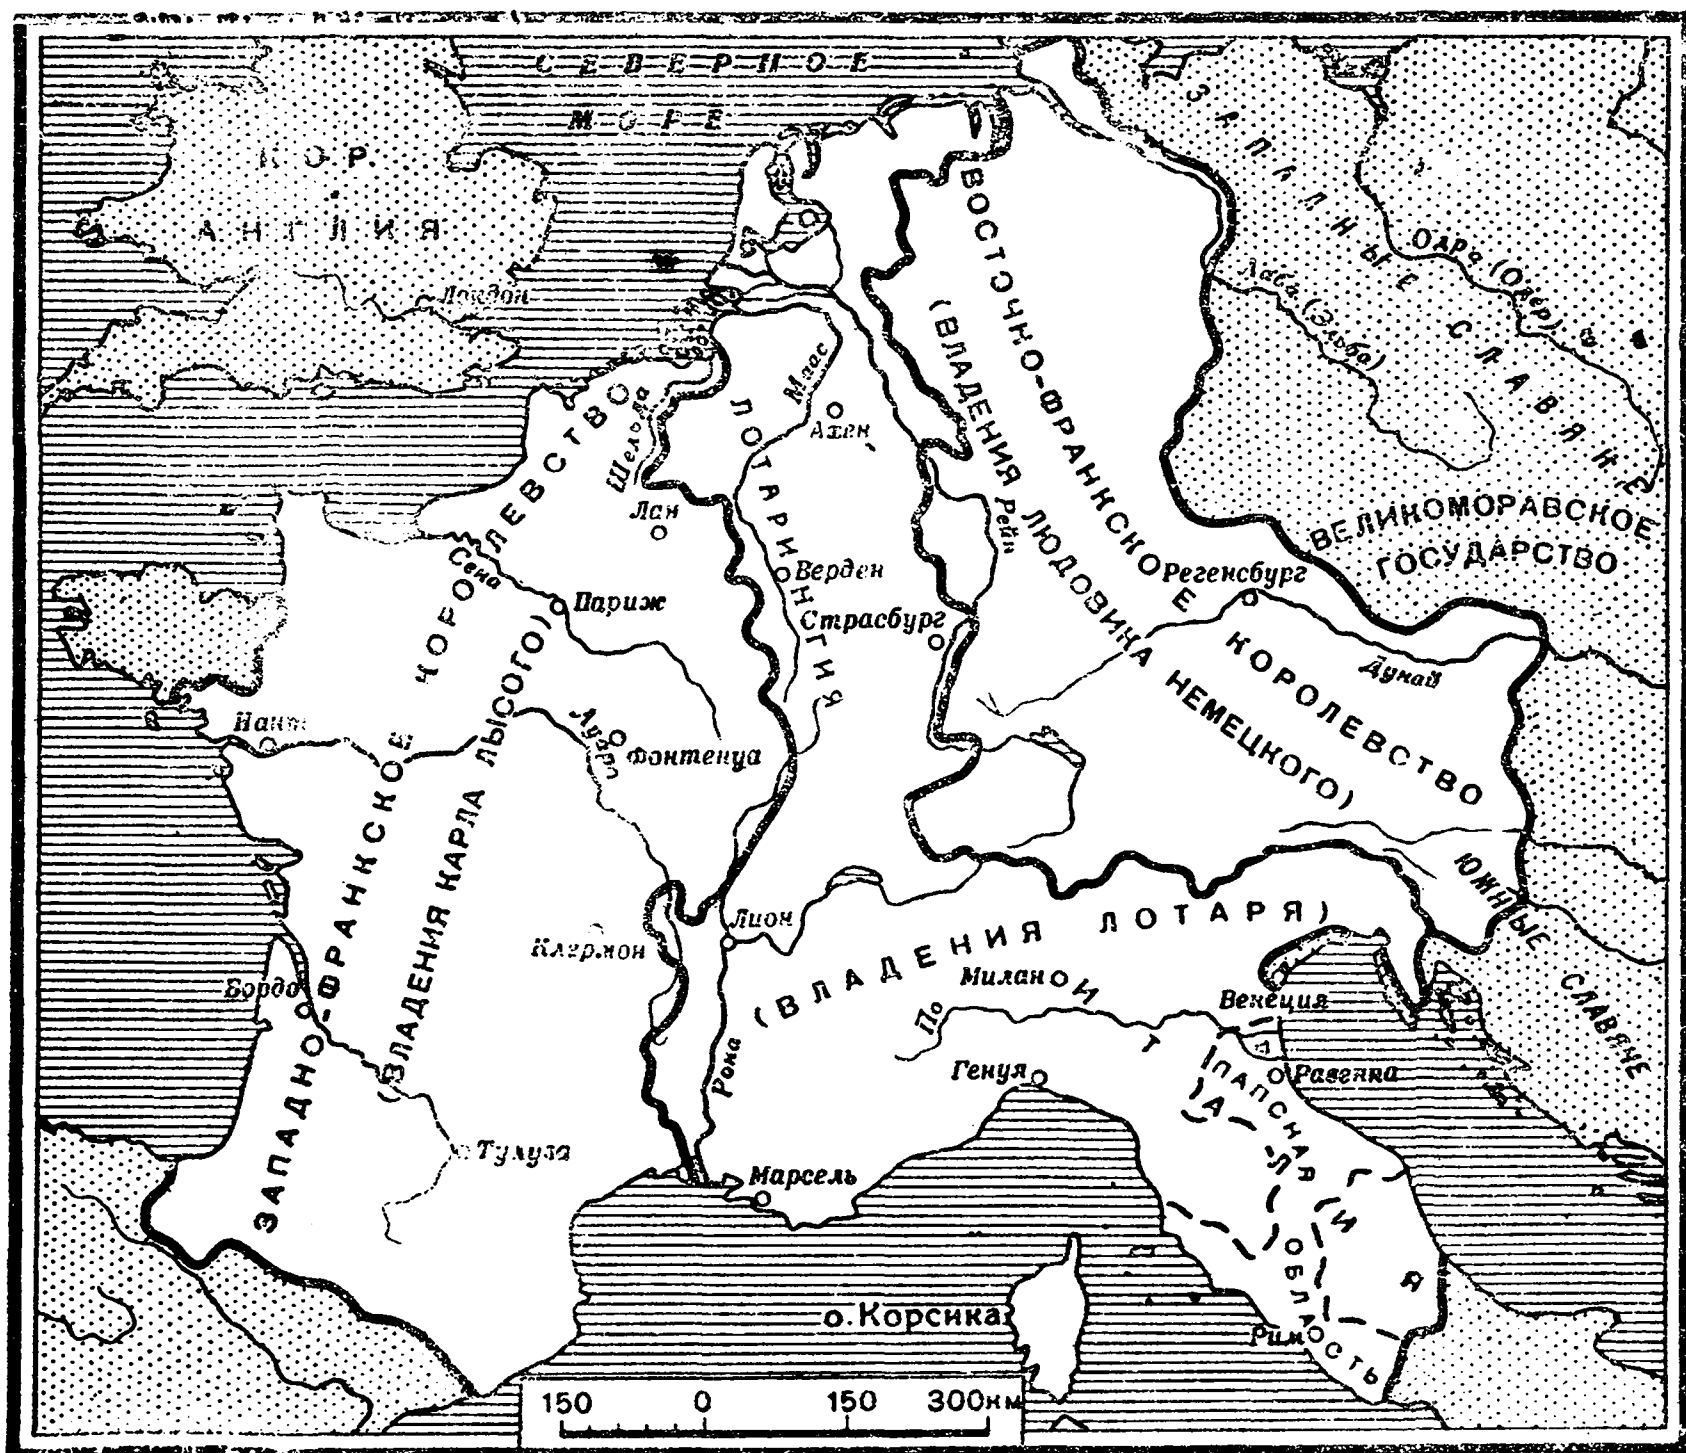 СЕВЕРНОЕ
МОРЕ
КОР.
АНГЛИЯ
Лондон
ЗАПАДНЫЕ СЛАВЯНЕ
Одра (Одер)
Лаба (Эльба)
ВЕЛИКОМОРАВСКОЕ
ГОСУДАРСТВО
ВОСТОЧНО-ФРАНКСКОЕ КОРОЛЕВСТВО
(ВЛАДЕНИЯ ЛЮДОВИКА НЕМЕЦКОГО)
Маас
Шельда
ЛОТАРИНГИЯ
Ахен
Лан
Рейн
Верден
Страсбург
Регенсбург
Дунай
Сена
Париж
ЗАПАДНО-ФРАНКСКОЕ КОРОЛЕВСТВО
(ВЛАДЕНИЯ КАРЛА ЛЫСОГО)
Нант
Луара
Фонтенуа
Лион
Клермон
(ВЛАДЕНИЯ ЛОТАРЯ)
ЮЖНЫЕ СЛАВЯНЕ
Милан
Венеция
По
Бордо
Рона
Генуя
Равенна
ИТАЛИЯ
ПАПСКАЯ ОБЛАСТЬ
Тулуза
Марсель
о. Корсика
Рим
150 0 150 300км